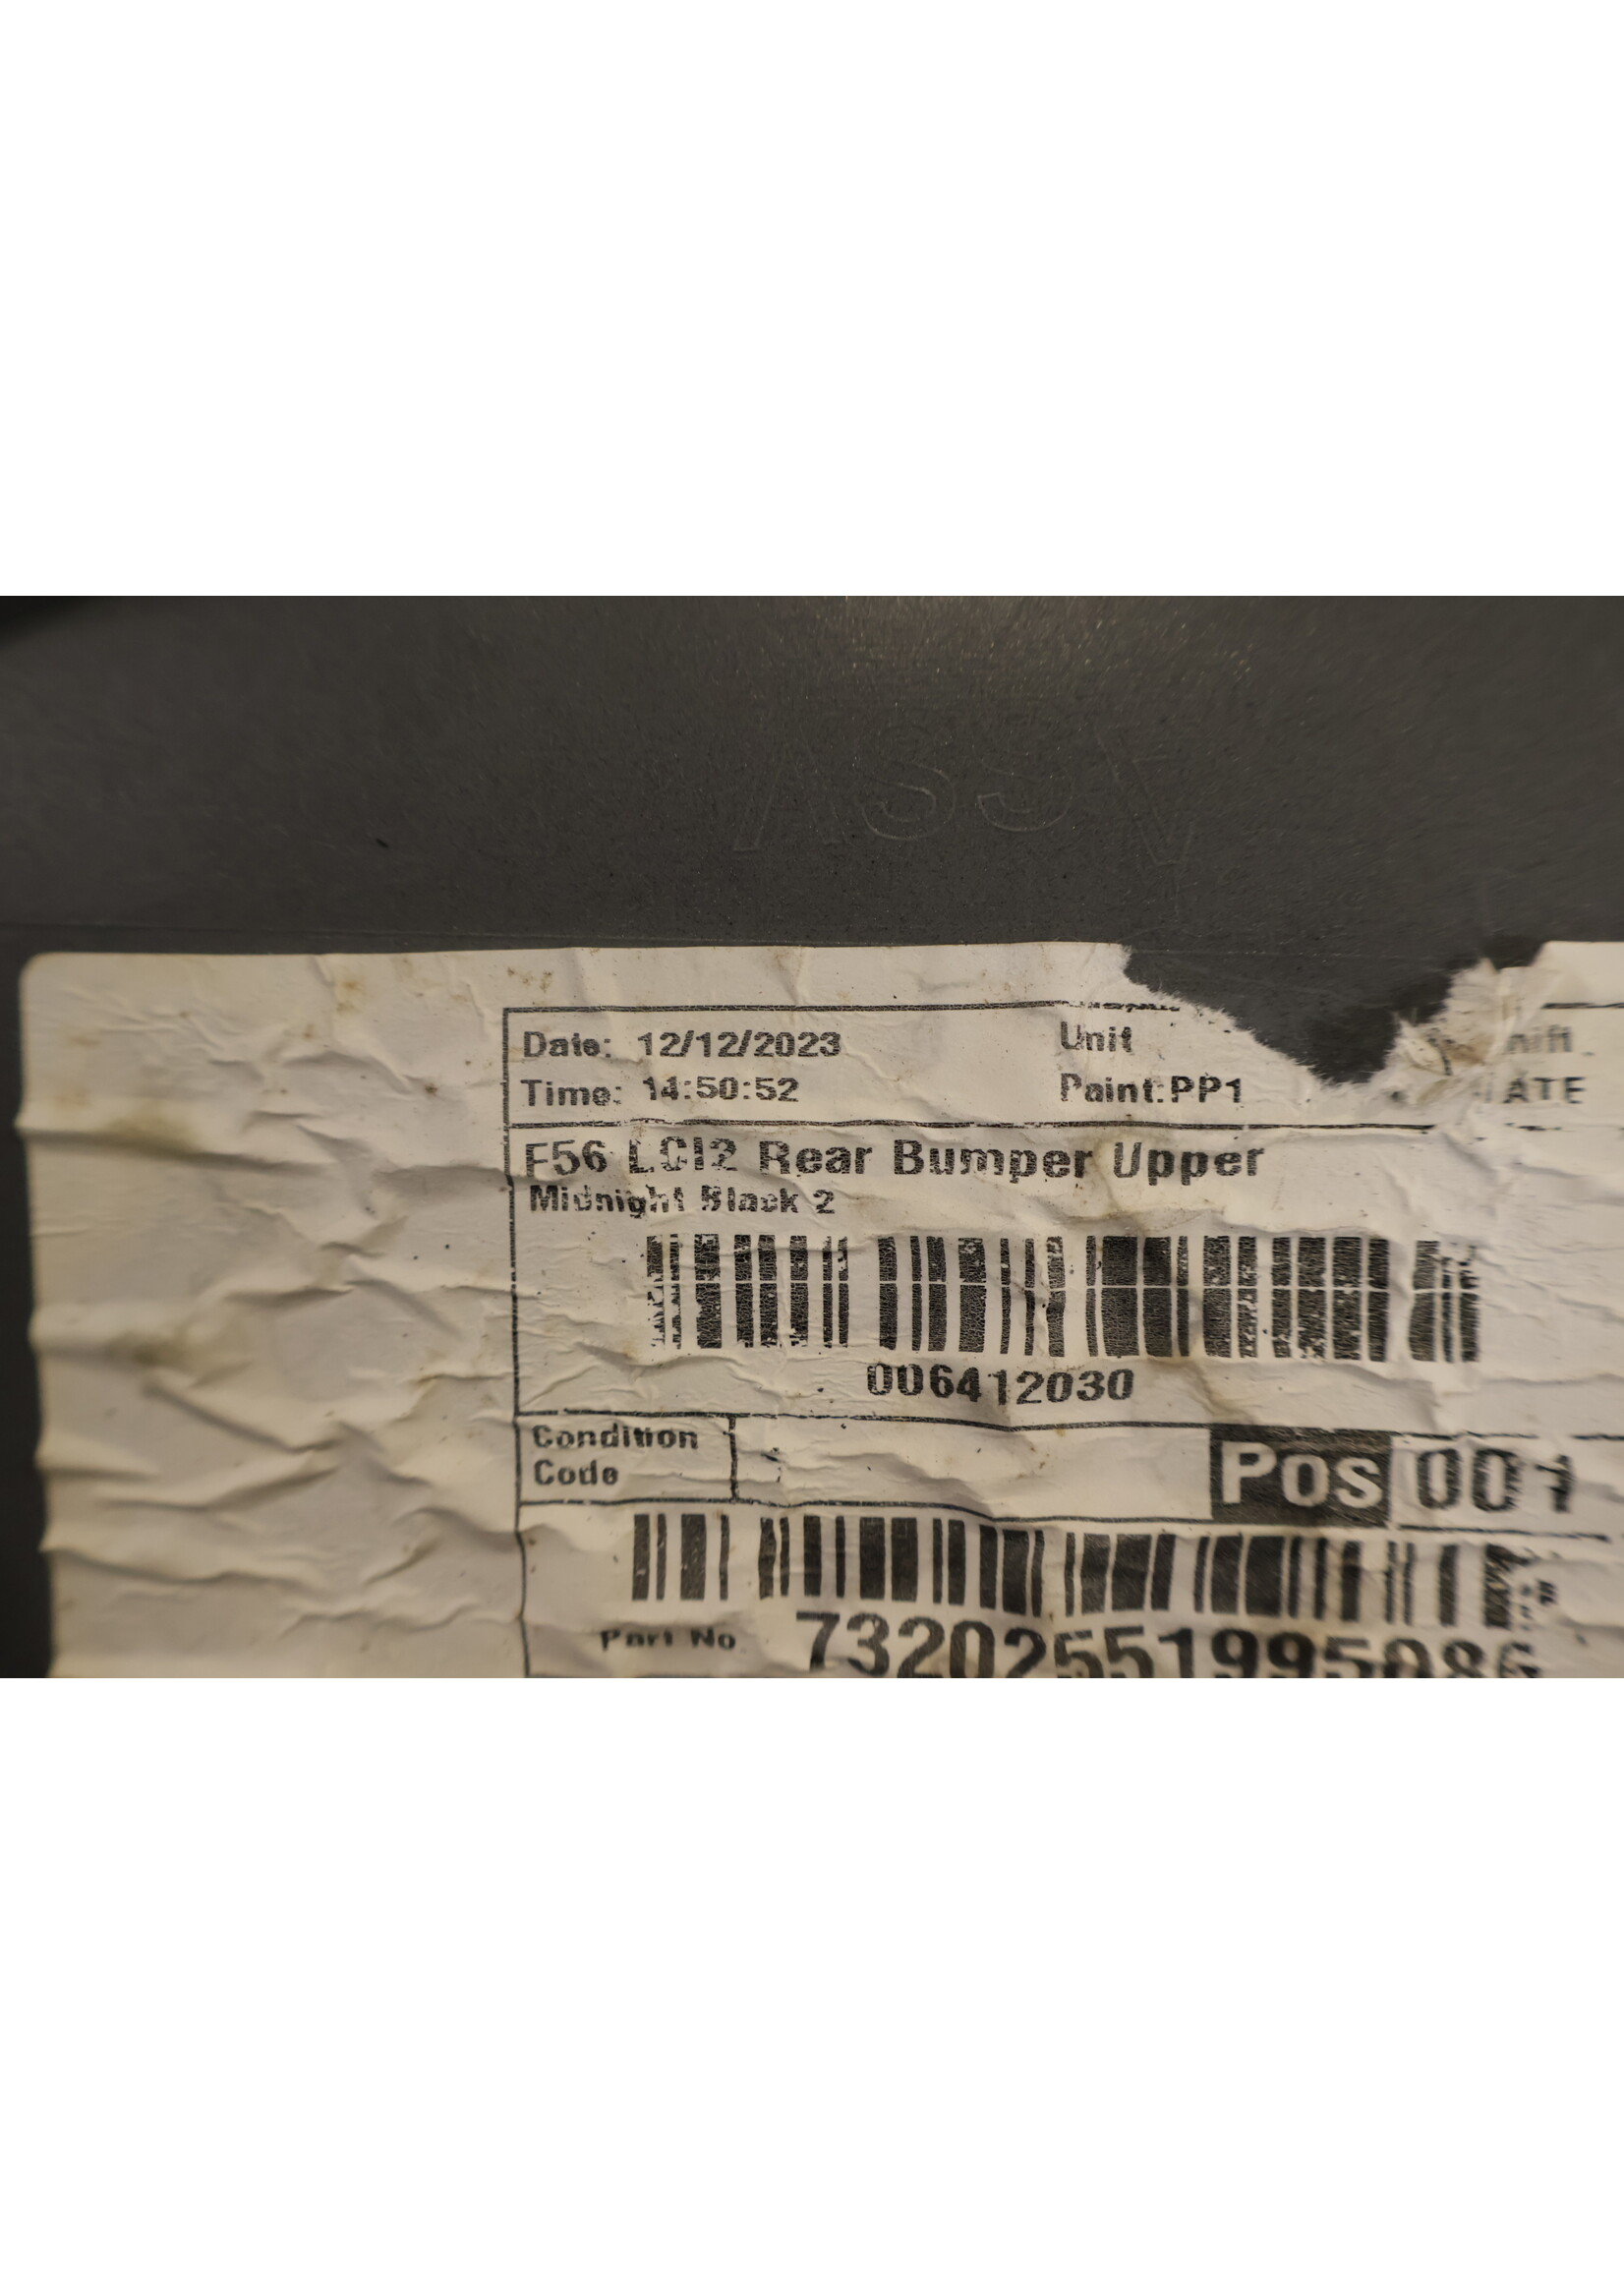 Date: 12/12/2023
Unit
Time: 14:50:52
Paint:PP1
F56 LCI2 Rear Bumper Upper
Midnight Black 2
006412030
Condition
Code
Pos 001
Part No